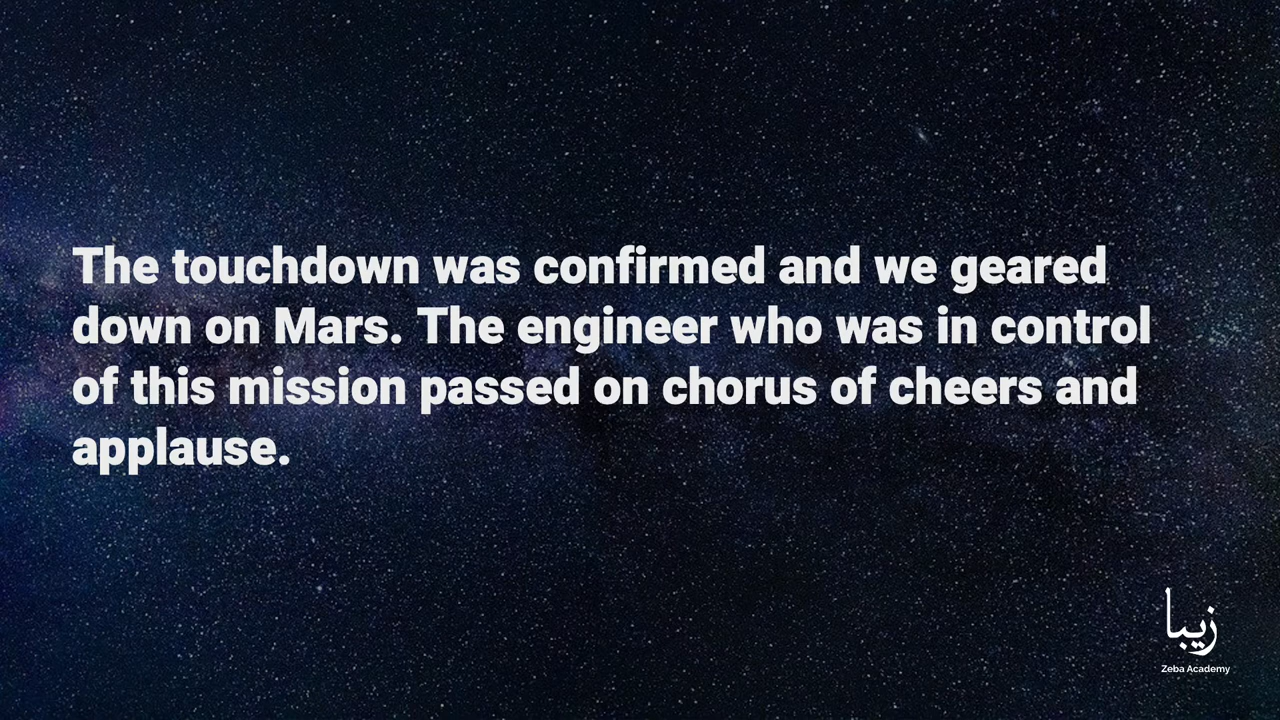 The touchdown was confirmed and we geared
down on Mars. The engineer who was in control
of this mission passed on chorus of cheers and
applause.
زیبا
Zeba Academy